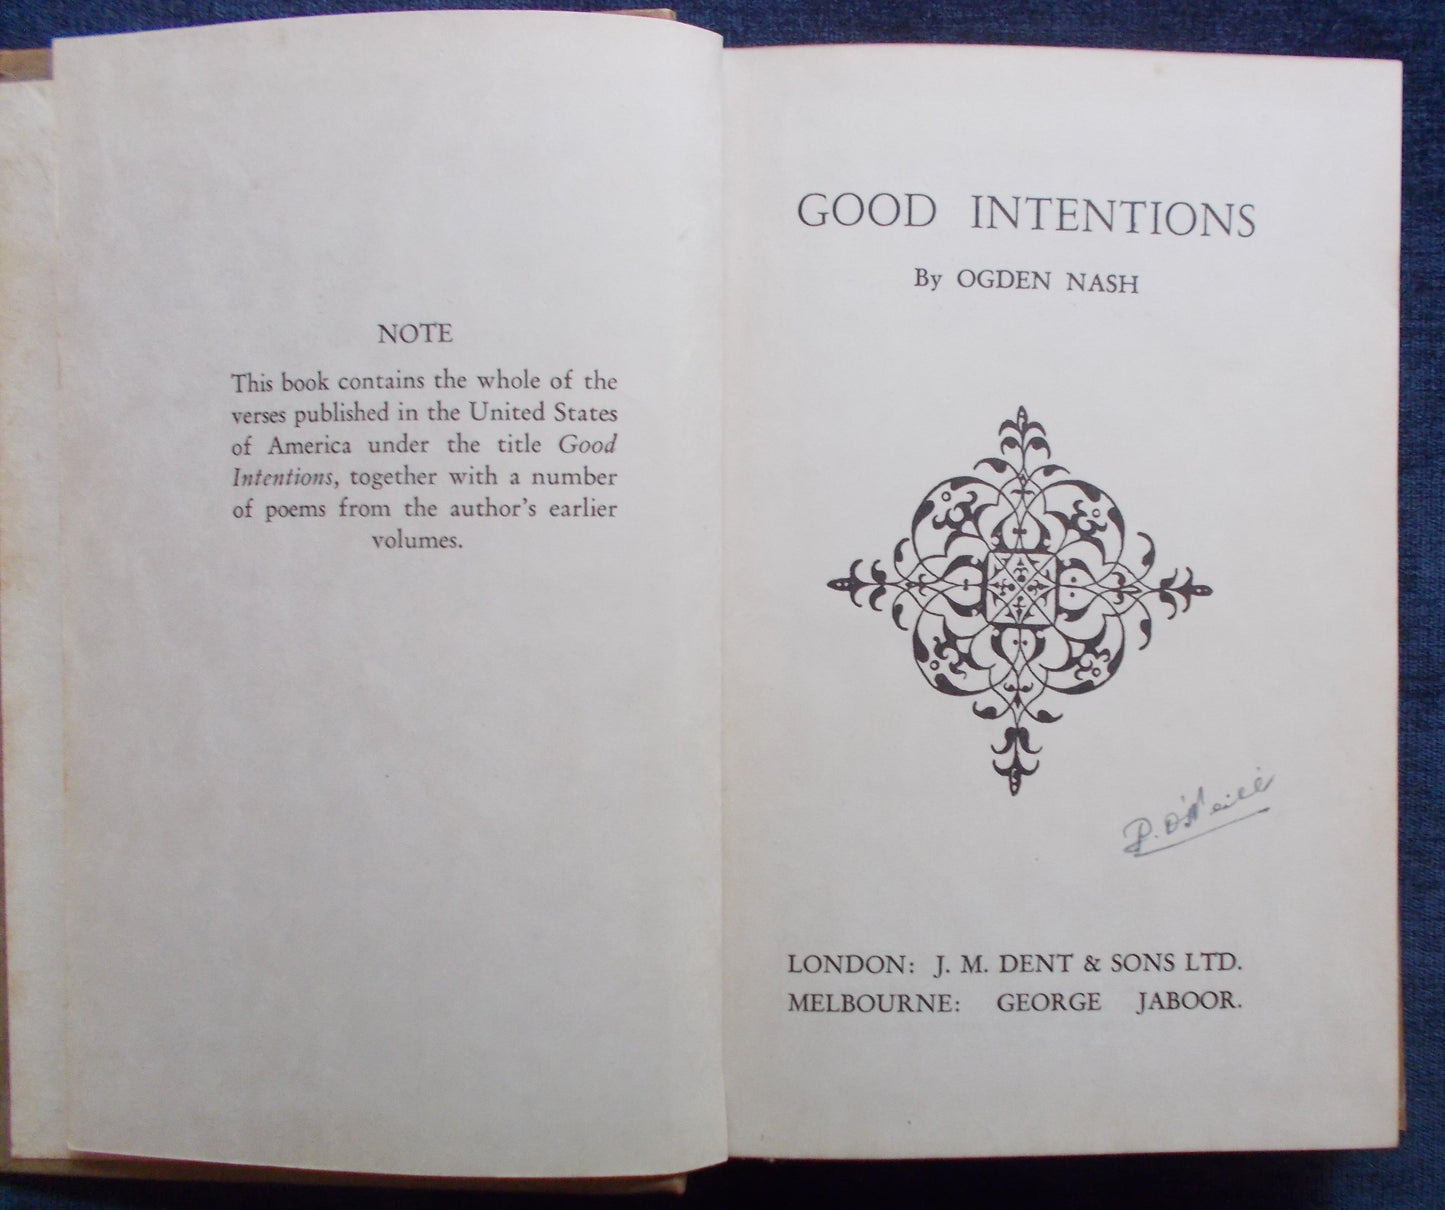 NOTE
This book contains the whole of the
verses published in the United States
of America under the title Good
Intentions, together with a number
of poems from the author's earlier
volumes.
GOOD INTENTIONS
By OGDEN NASH
P. O'Neill
LONDON: J. M. DENT & SONS LTD.
MELBOURNE: GEORGE JABOOR.